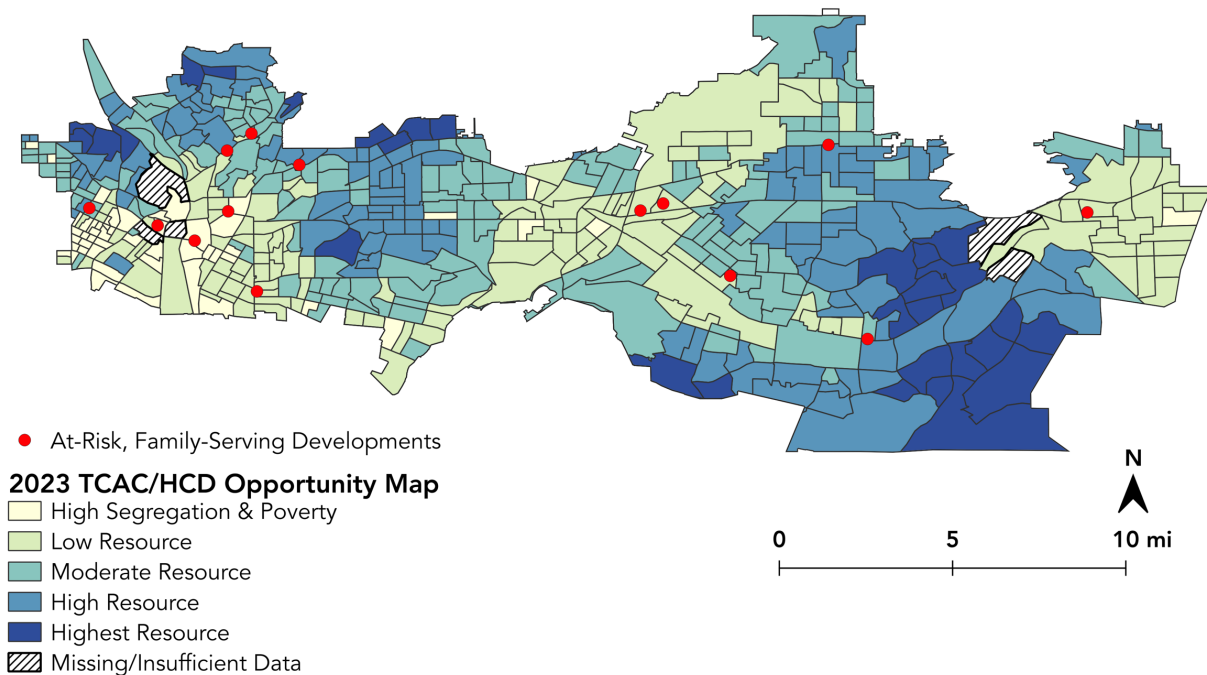 At-Risk, Family-Serving Developments
2023 TCAC/HCD Opportunity Map
High Segregation & Poverty
Low Resource
Moderate Resource
High Resource
Highest Resource
Missing/Insufficient Data
N
0 5 10 mi